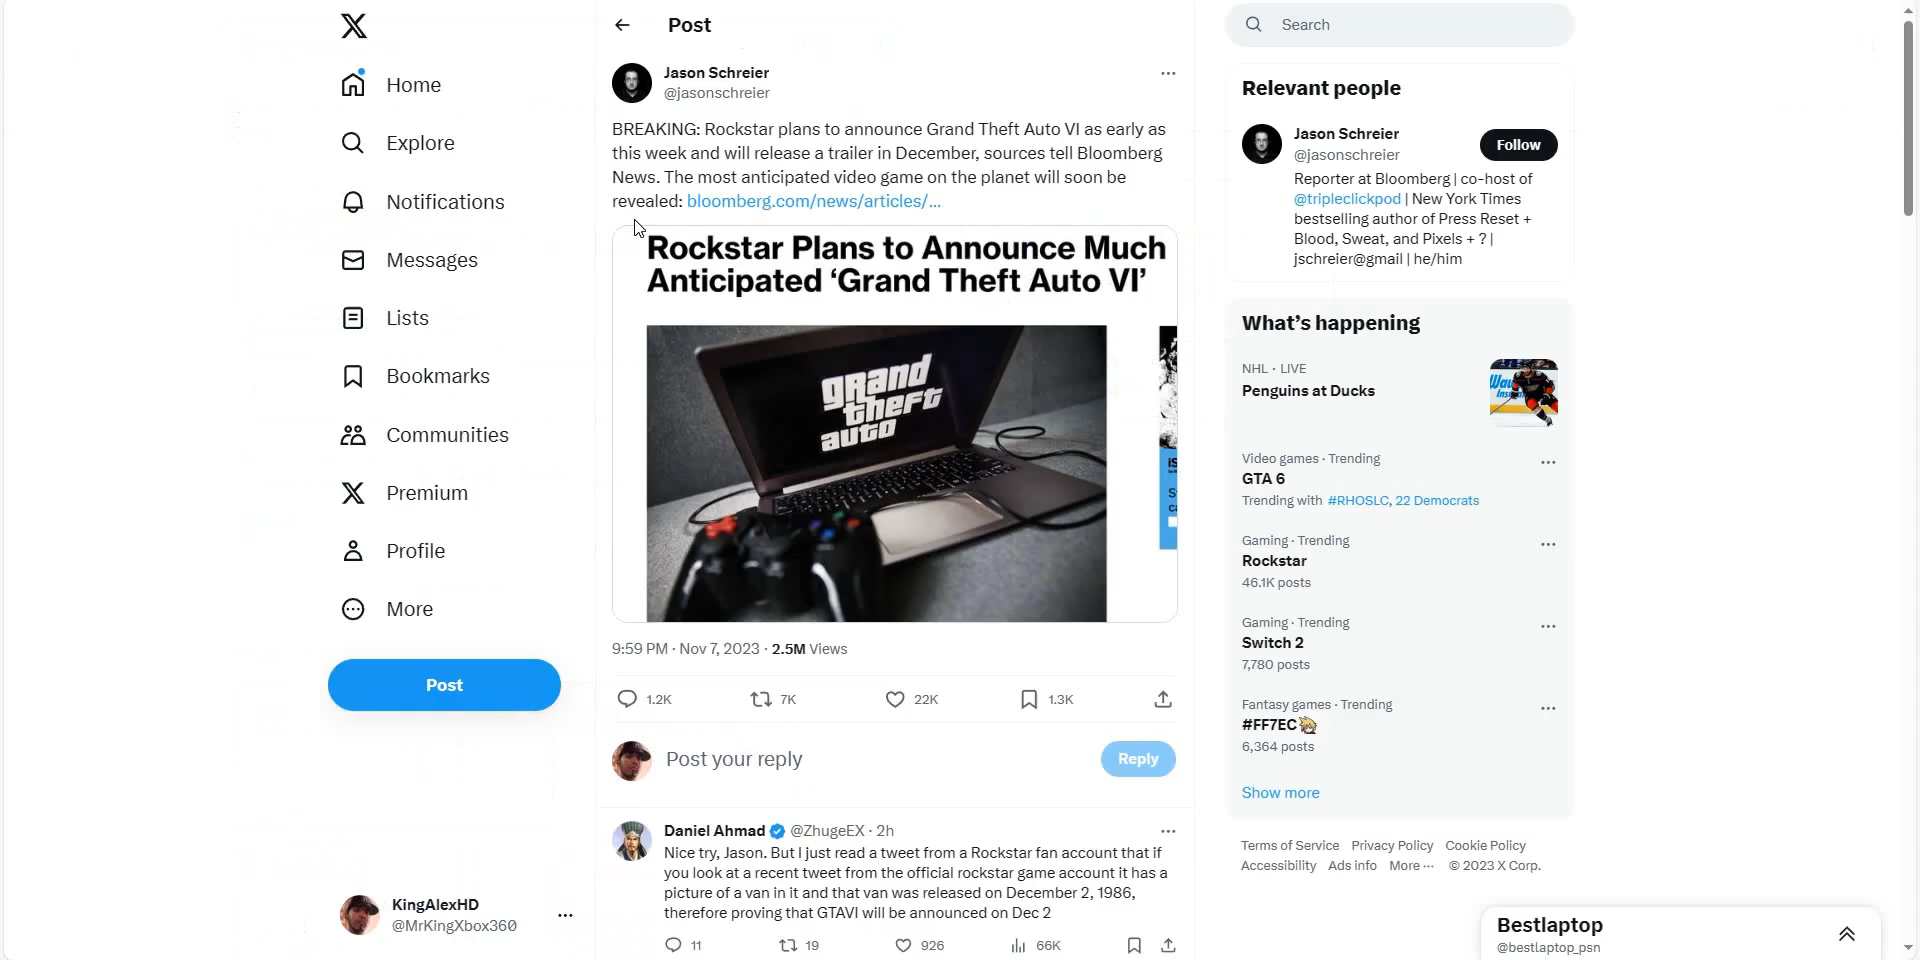 Home
Explore
Notifications
Messages
Lists
Bookmarks
Communities
Premium
Profile
More
Post
KingAlexHD
@MrKingXbox360
Post
Jason Schreier
@jasonschreier
BREAKING: Rockstar plans to announce Grand Theft Auto VI as early as
this week and will release a trailer in December, sources tell Bloomberg
News. The most anticipated video game on the planet will soon be
revealed: bloomberg.com/news/articles/...
Rockstar Plans to Announce Much
Anticipated ‘Grand Theft Auto VI’
grand
theft
auto
9:59 PM · Nov 7, 2023 · 2.5M Views
1.2K 7K 22K 1.3K
Post your reply
Reply
Daniel Ahmad @ZhugeEX · 2h
Nice try, Jason. But I just read a tweet from a Rockstar fan account that if
you look at a recent tweet from the official rockstar game account it has a
picture of a van in it and that van was released on December 2, 1986,
therefore proving that GTAVI will be announced on Dec 2
11 19 926 66K
Search
Relevant people
Jason Schreier
@jasonschreier
Follow
Reporter at Bloomberg | co-host of
@tripleclickpod | New York Times
bestselling author of Press Reset +
Blood, Sweat, and Pixels + ? |
jschreier@gmail | he/him
What’s happening
NHL · LIVE
Penguins at Ducks
Video games · Trending
GTA 6
Trending with #RHOSLC, 22 Democrats
Gaming · Trending
Rockstar
46.1K posts
Gaming · Trending
Switch 2
7,780 posts
Fantasy games · Trending
#FF7EC
6,364 posts
Show more
Terms of Service Privacy Policy Cookie Policy
Accessibility Ads info More ··· © 2023 X Corp.
Bestlaptop
@bestlaptop_psn